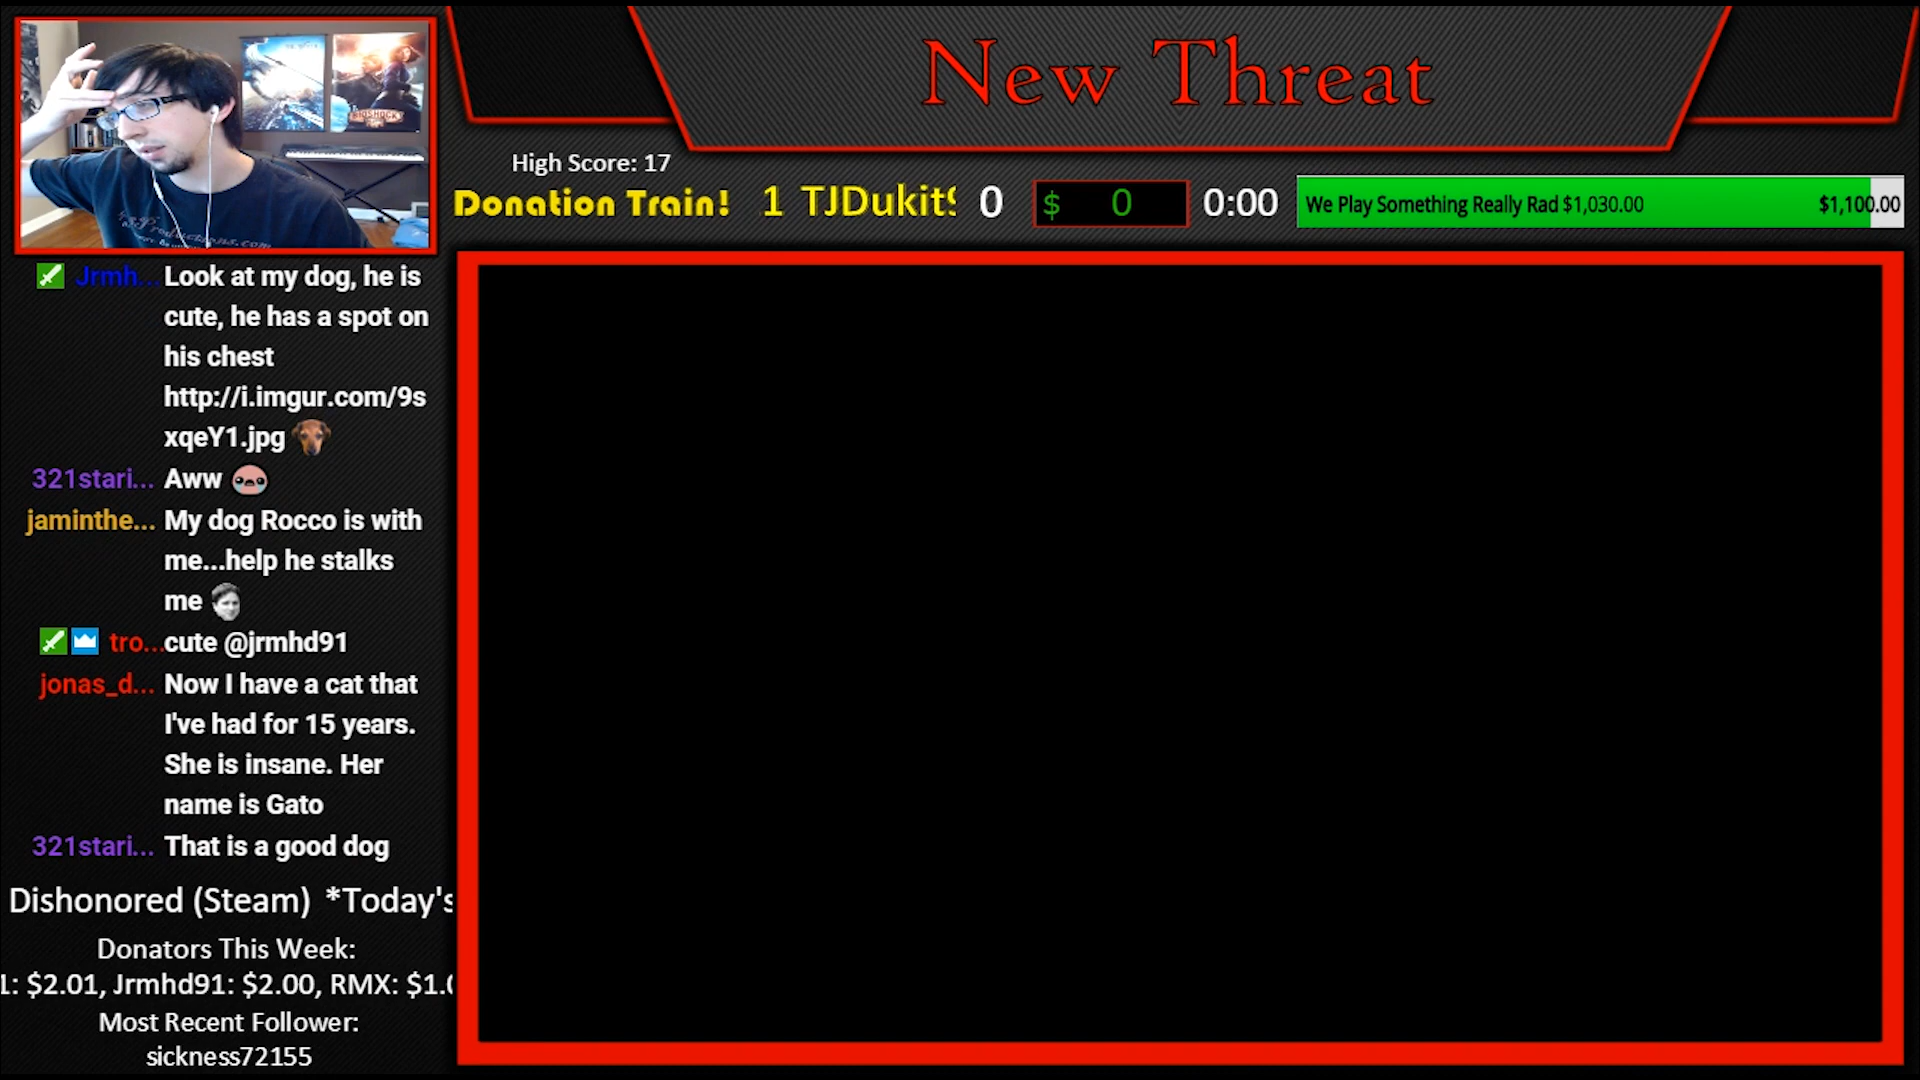 New Threat
High Score: 17
Donation Train! 1 TJDukit 0 $ 0 0:00
We Play Something Really Rad $1,030.00 $1,100.00
BIOSHOCK
Jrmh... Look at my dog, he is
cute, he has a spot on
his chest
http://i.imgur.com/9s
xqeY1.jpg
321stari... Aww
jaminthe... My dog Rocco is with
me...help he stalks
me
tro... cute @jrmhd91
jonas_d... Now I have a cat that
I've had for 15 years.
She is insane. Her
name is Gato
321stari... That is a good dog
Dishonored (Steam) *Today's
Donators This Week:
1: $2.01, Jrmhd91: $2.00, RMX: $1.0
Most Recent Follower:
sickness72155